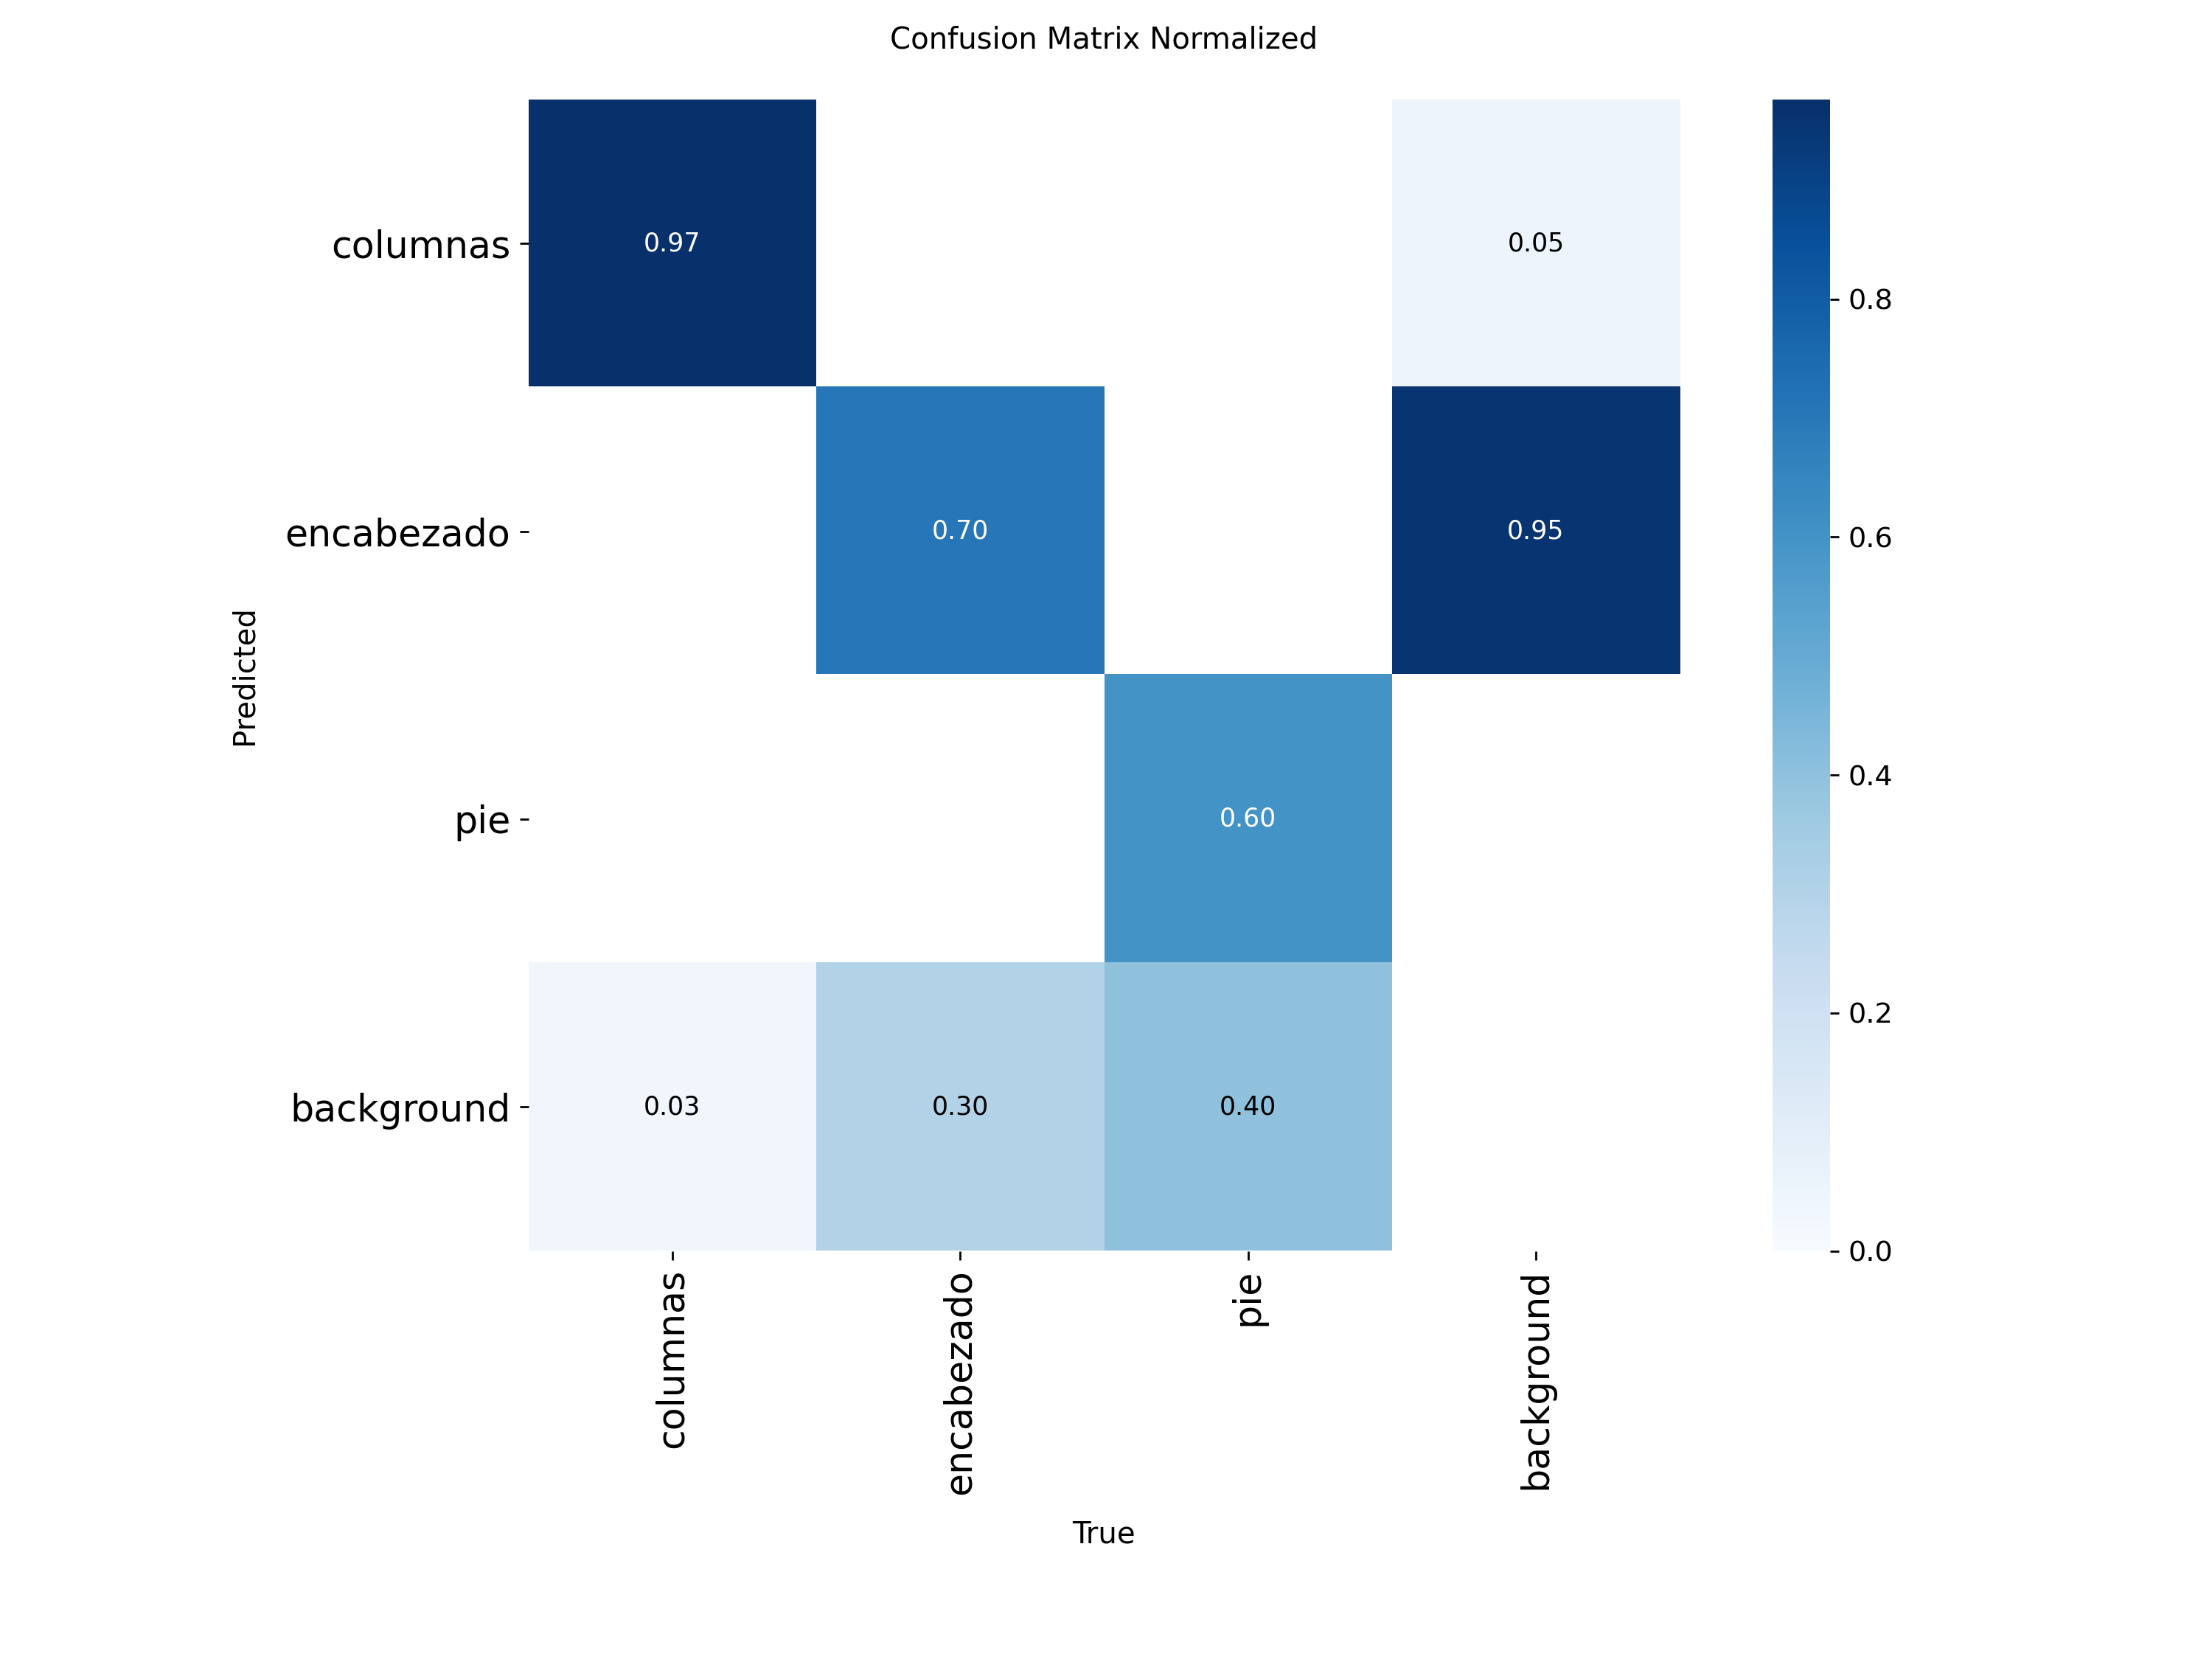 Confusion Matrix Normalized
columnas
0.97
0.05
0.8
encabezado
0.70
0.95
0.6
Predicted
pie
0.60
0.4
background
0.03
0.30
0.40
0.2
0.0
columnas
encabezado
pie
background
True